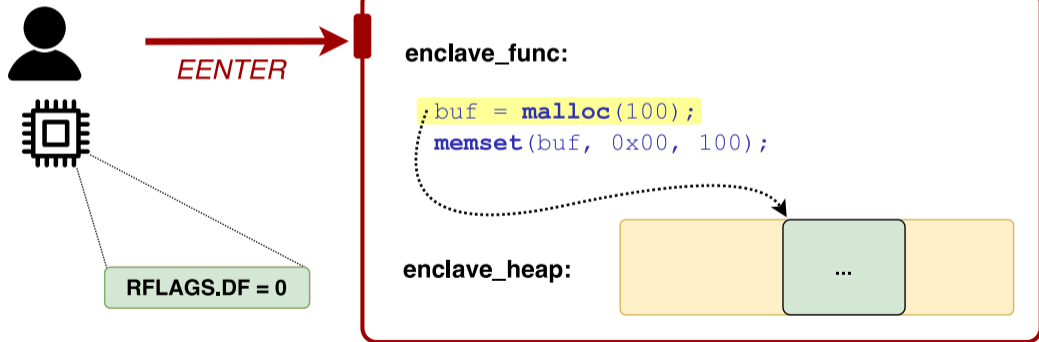 EENTER
enclave_func:
buf = malloc(100);
memset(buf, 0x00, 100);
enclave_heap:
...
RFLAGS.DF = 0